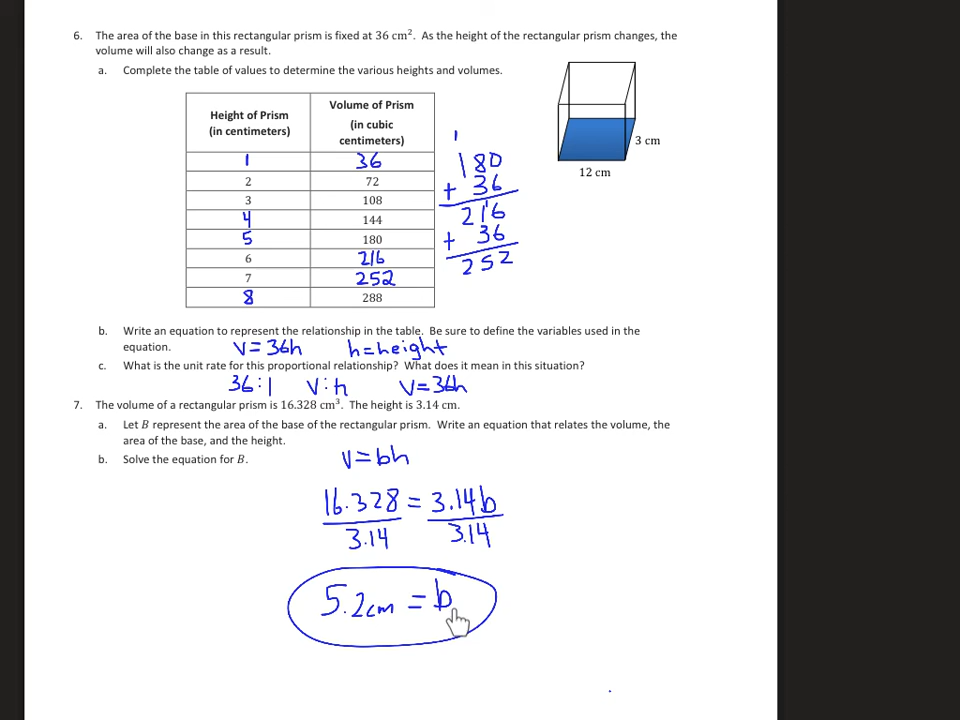 6. The area of the base in this rectangular prism is fixed at 36 cm². As the height of the rectangular prism changes, the
volume will also change as a result.
a. Complete the table of values to determine the various heights and volumes.
Height of Prism (in centimeters) Volume of Prism (in cubic centimeters)
1 36
2 72
3 108
4 144
5 180
6 216
7 252
8 288
1
180
+ 36
216
+ 36
252
3 cm
12 cm
b. Write an equation to represent the relationship in the table. Be sure to define the variables used in the
equation. V=36h h=height
c. What is the unit rate for this proportional relationship? What does it mean in this situation?
36:1 V:h V=36h
7. The volume of a rectangular prism is 16.328 cm³. The height is 3.14 cm.
a. Let B represent the area of the base of the rectangular prism. Write an equation that relates the volume, the
area of the base, and the height.
V=bh
b. Solve the equation for B.
16.328 = 3.14b
3.14 3.14
5.2cm = b